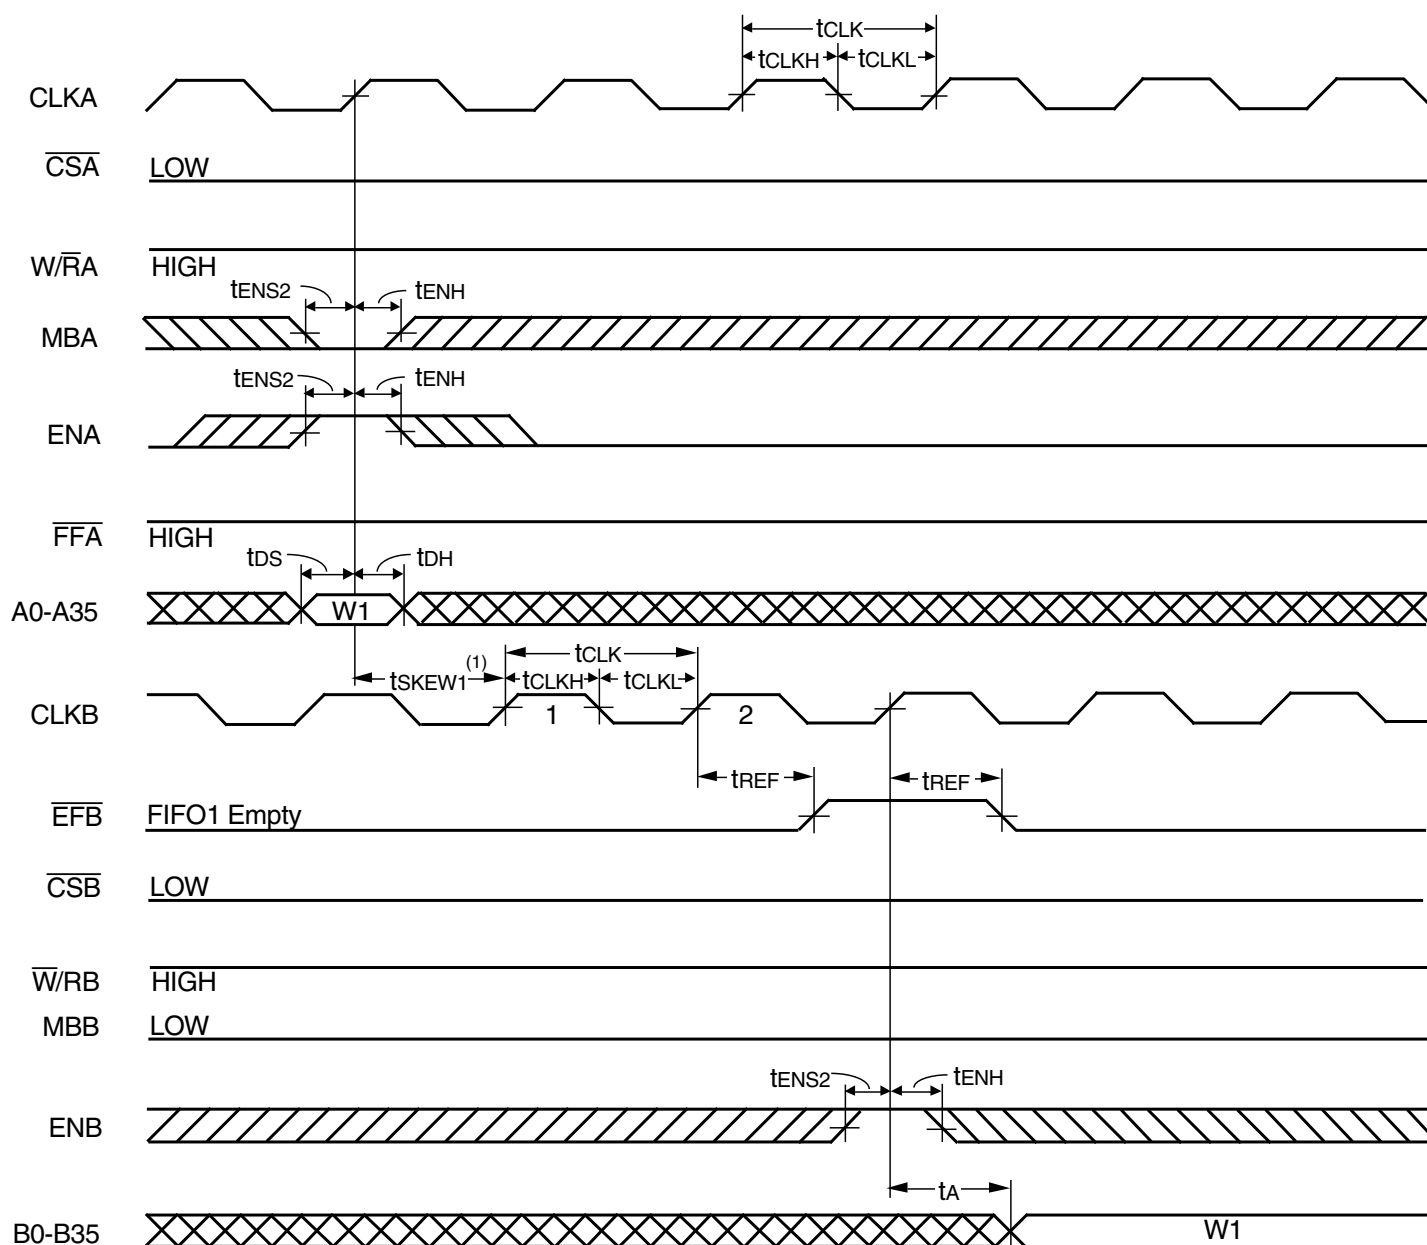 tCLK
tCLKH tCLKL
CLKA
CSA LOW
W/RA HIGH
tENS2 tENH
MBA
tENS2 tENH
ENA
FFA HIGH
tDS tDH
A0-A35 W1
tSKEW1(1) tCLK
tCLKH tCLKL
CLKB 1 2
tREF tREF
EFB FIFO1 Empty
CSB LOW
W/RB HIGH
MBB LOW
tENS2 tENH
ENB
tA
B0-B35 W1